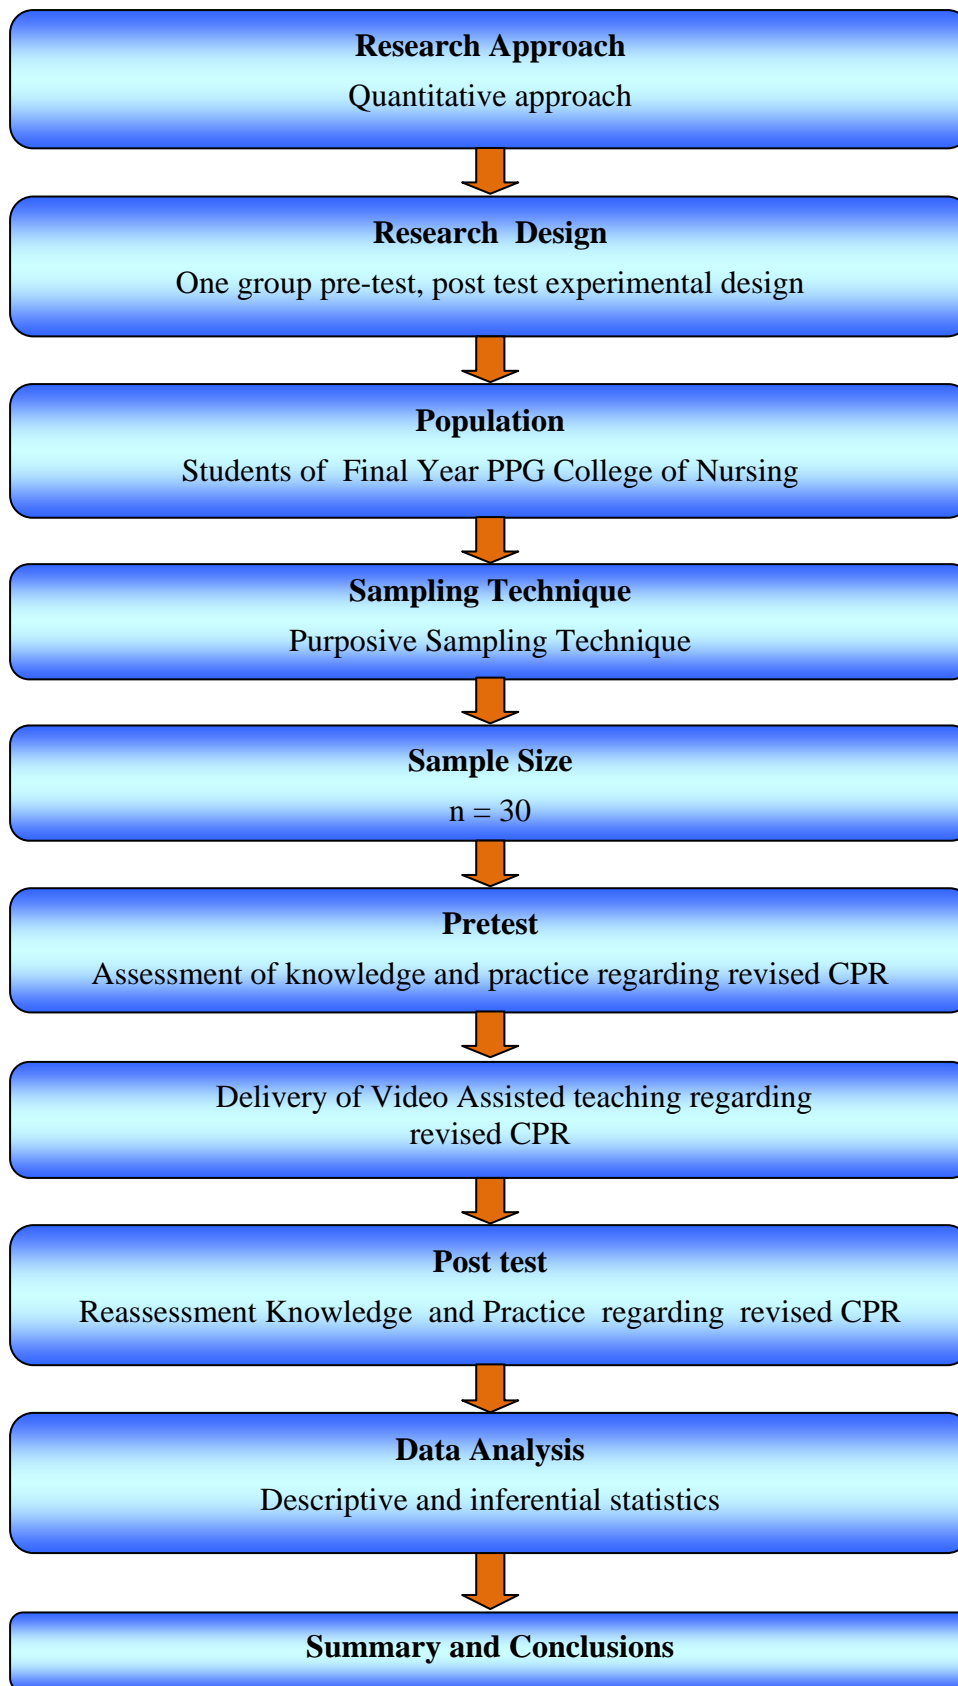 Research Approach
Quantitative approach
Research Design
One group pre-test, post test experimental design
Population
Students of Final Year PPG College of Nursing
Sampling Technique
Purposive Sampling Technique
Sample Size
n = 30
Pretest
Assessment of knowledge and practice regarding revised CPR
Delivery of Video Assisted teaching regarding
revised CPR
Post test
Reassessment Knowledge and Practice regarding revised CPR
Data Analysis
Descriptive and inferential statistics
Summary and Conclusions